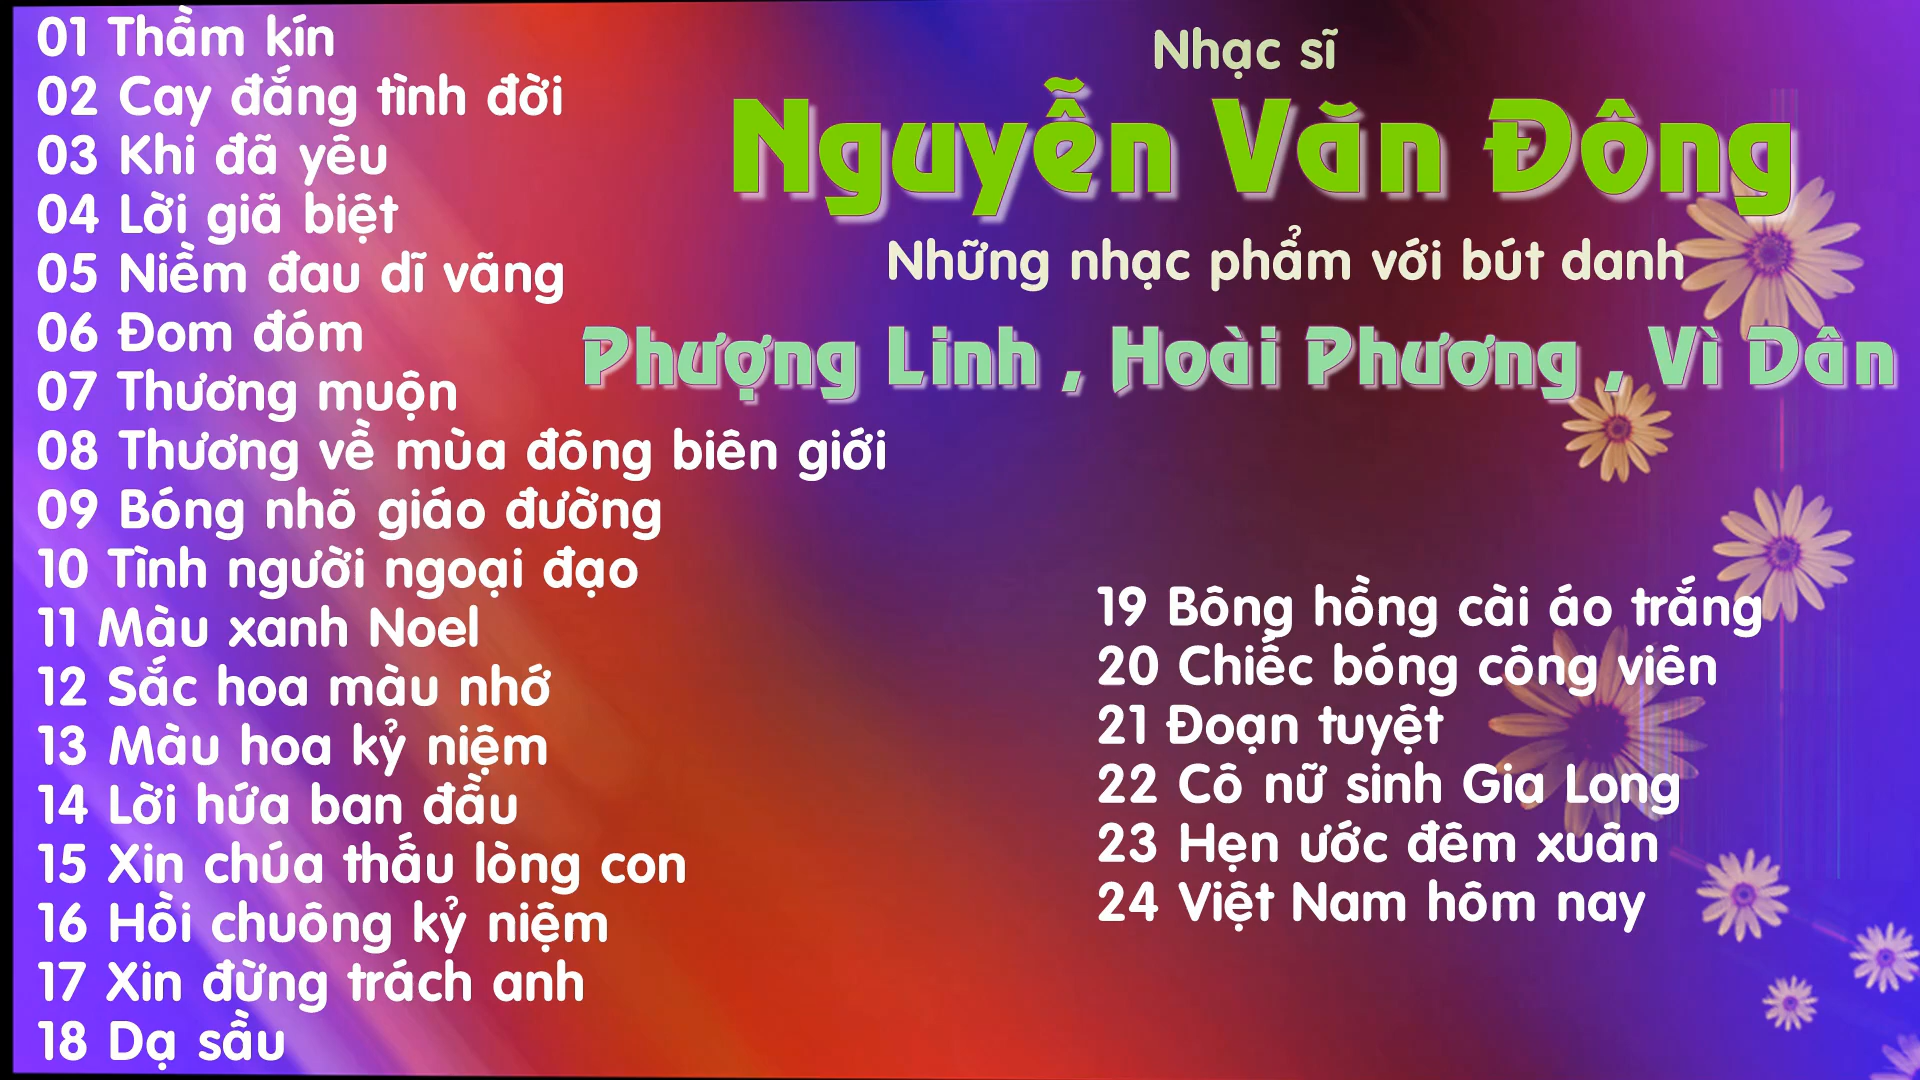 01 Thầm kín
02 Cay đắng tình đời
03 Khi đã yêu
04 Lời giã biệt
05 Niềm đau dĩ vãng
06 Đom đóm
07 Thương muộn
08 Thương về mùa đông biên giới
09 Bóng nhõ giáo đường
10 Tình người ngoại đạo
11 Màu xanh Noel
12 Sắc hoa màu nhớ
13 Màu hoa kỷ niệm
14 Lời hứa ban đầu
15 Xin chúa thấu lòng con
16 Hồi chuông kỷ niệm
17 Xin đừng trách anh
18 Dạ sầu
Nhạc sĩ
Nguyễn Văn Đông
Những nhạc phẩm với bút danh
Phượng Linh , Hoài Phương , Vì Dân
19 Bông hồng cài áo trắng
20 Chiếc bóng công viên
21 Đoạn tuyệt
22 Cô nữ sinh Gia Long
23 Hẹn ước đêm xuân
24 Việt Nam hôm nay